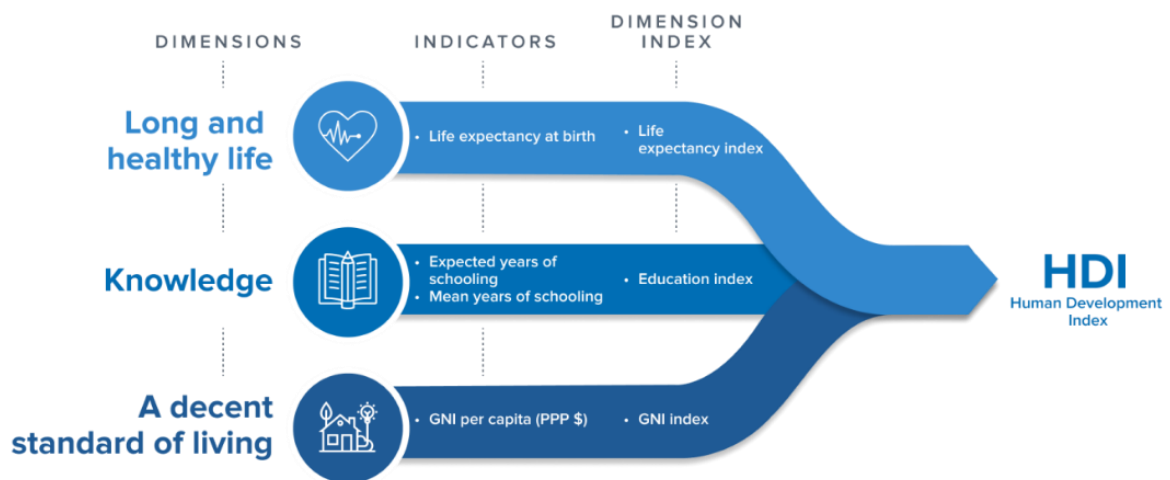 DIMENSIONS
INDICATORS
DIMENSION
INDEX
Long and
healthy life
• Life expectancy at birth
• Life
expectancy index
Knowledge
• Expected years of
schooling
• Mean years of schooling
• Education index
HDI
Human Development
Index
A decent
standard of living
• GNI per capita (PPP $)
• GNI index